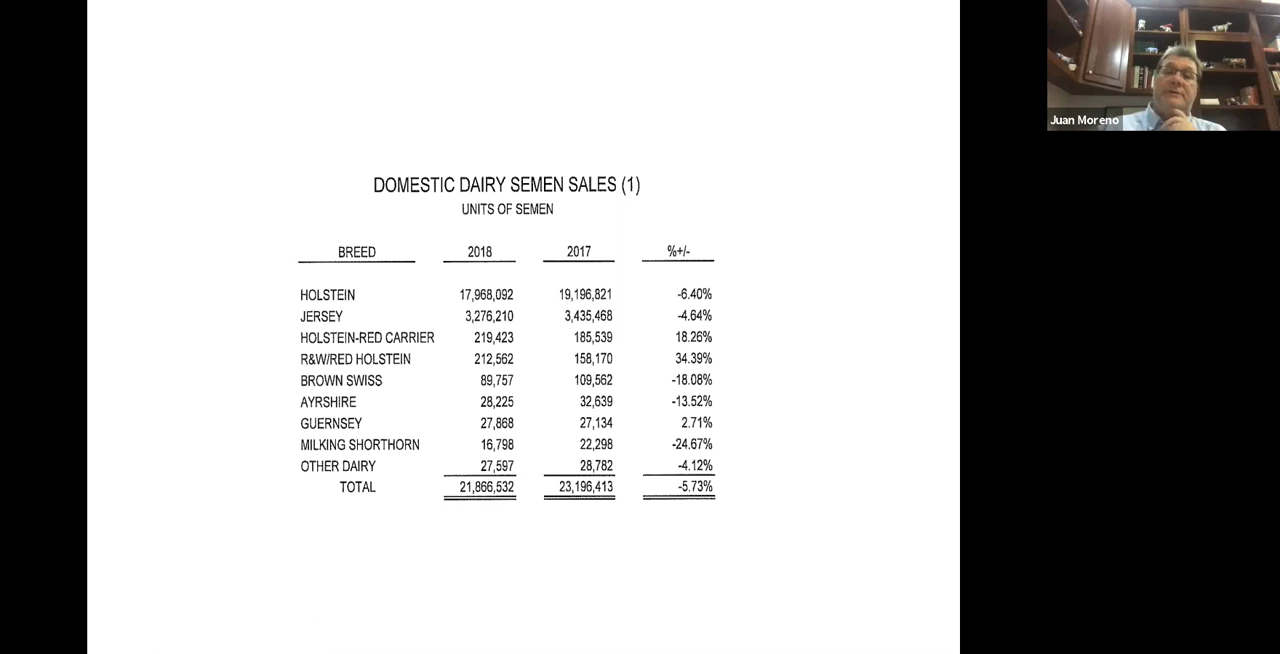 DOMESTIC DAIRY SEMEN SALES (1)
UNITS OF SEMEN
BREED 2018 2017 %+/-
HOLSTEIN 17,968,092 19,196,821 -6.40%
JERSEY 3,276,210 3,435,468 -4.64%
HOLSTEIN-RED CARRIER 219,423 185,539 18.26%
R&W/RED HOLSTEIN 212,562 158,170 34.39%
BROWN SWISS 89,757 109,562 -18.08%
AYRSHIRE 28,225 32,639 -13.52%
GUERNSEY 27,868 27,134 2.71%
MILKING SHORTHORN 16,798 22,298 -24.67%
OTHER DAIRY 27,597 28,782 -4.12%
TOTAL 21,866,532 23,196,413 -5.73%
Juan Moreno